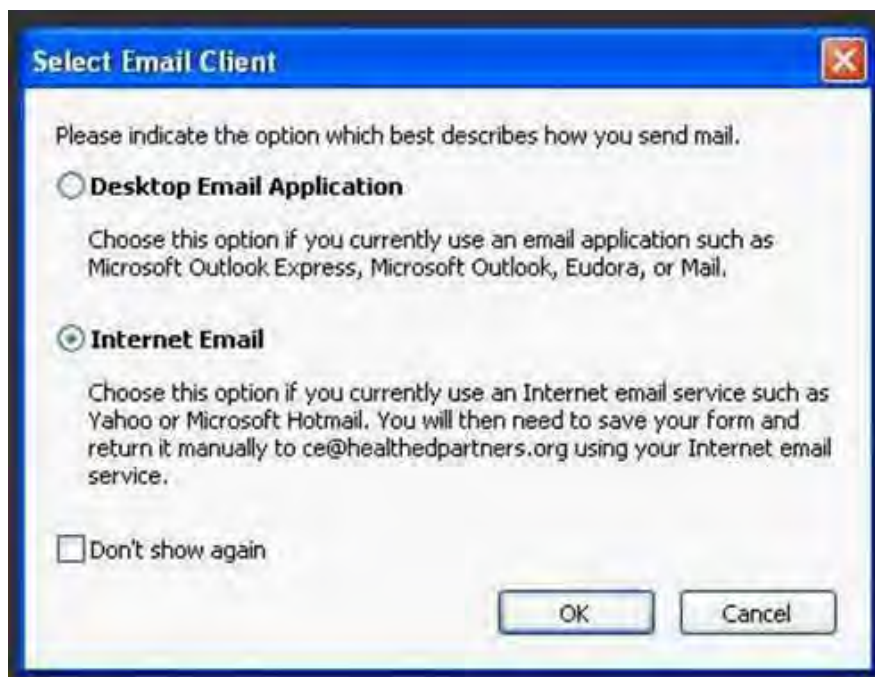 Select Email Client
Please indicate the option which best describes how you send mail.
Desktop Email Application
Choose this option if you currently use an email application such as
Microsoft Outlook Express, Microsoft Outlook, Eudora, or Mail.
Internet Email
Choose this option if you currently use an Internet email service such as
Yahoo or Microsoft Hotmail. You will then need to save your form and
return it manually to ce@healthedpartners.org using your Internet email
service.
Don't show again
OK
Cancel